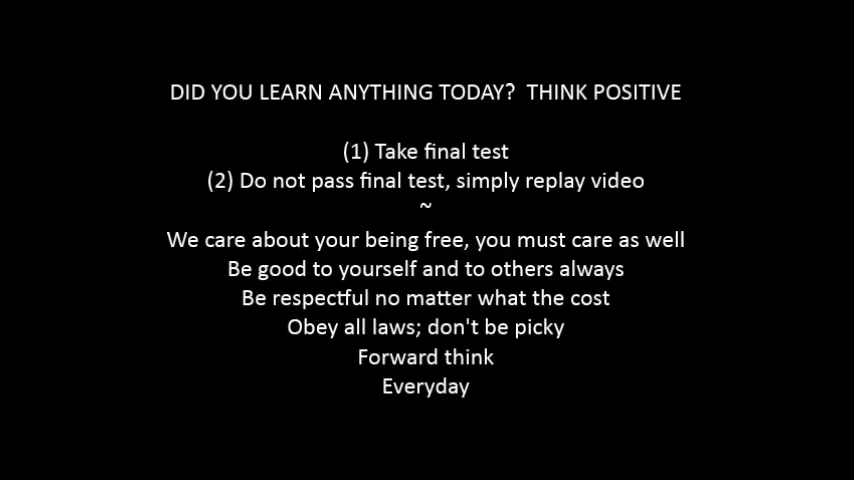 DID YOU LEARN ANYTHING TODAY?  THINK POSITIVE
(1) Take final test
(2) Do not pass final test, simply replay video
~
We care about your being free, you must care as well
Be good to yourself and to others always
Be respectful no matter what the cost
Obey all laws; don't be picky
Forward think
Everyday